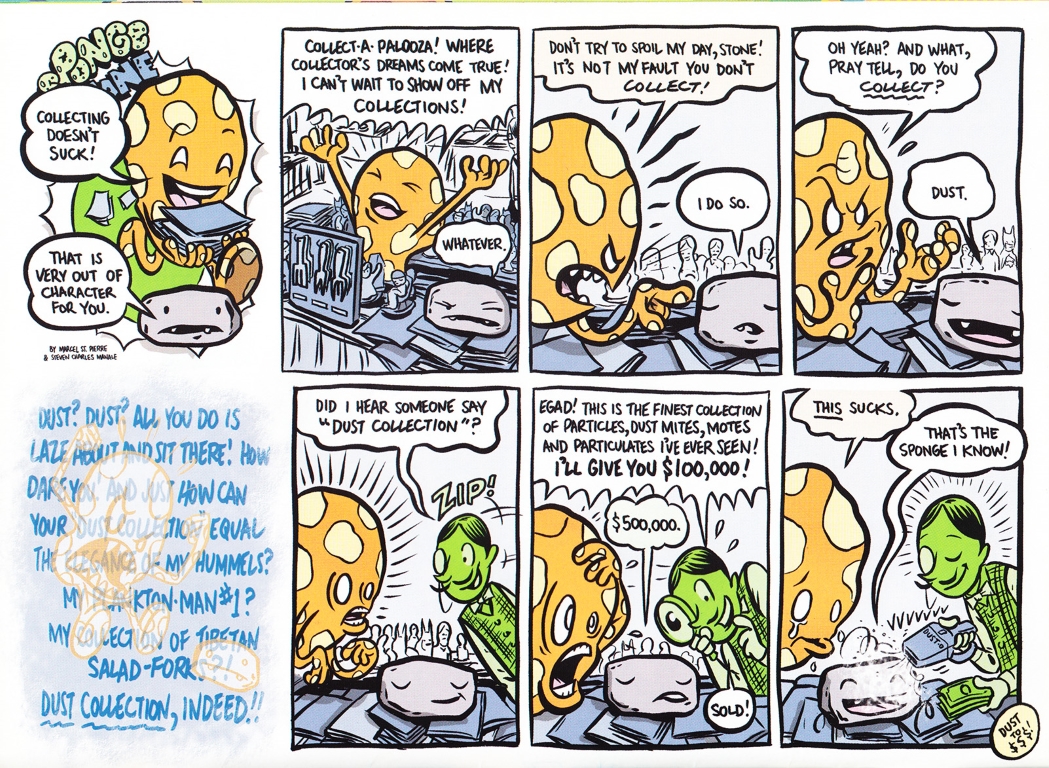 SPONGE
STONE
COLLECTING
DOESN'T
SUCK!
THAT IS
VERY OUT OF
CHARACTER
FOR YOU.
BY MARCEL ST. PIERRE
& STEVEN CHARLES MANALE
COLLECT·A·PALOOZA! WHERE
COLLECTOR'S DREAMS COME TRUE!
I CAN'T WAIT TO SHOW OFF MY
COLLECTIONS!
WHATEVER.
DON'T TRY TO SPOIL MY DAY, STONE!
IT'S NOT MY FAULT YOU DON'T
COLLECT!
I DO SO.
OH YEAH? AND WHAT,
PRAY TELL, DO YOU
COLLECT?
DUST.
DUST? DUST? ALL YOU DO IS
LAZE ABOUT AND SIT THERE! HOW
DARE YOU! AND JUST HOW CAN
YOUR "DUST COLLECTION" EQUAL
THE ELEGANCE OF MY HUMMELS?
MY PLANKTON-MAN #1?
MY COLLECTION OF TIBETAN
SALAD-FORKS?!
DUST COLLECTION, INDEED!!
DID I HEAR SOMEONE SAY
"DUST COLLECTION"?
ZIP!
EGAD! THIS IS THE FINEST COLLECTION
OF PARTICLES, DUST MITES, MOTES
AND PARTICULATES I'VE EVER SEEN!
I'LL GIVE YOU $100,000!
$500,000.
SOLD!
THIS SUCKS.
THAT'S THE
SPONGE I KNOW!
DUST
DUST
TO
$$!